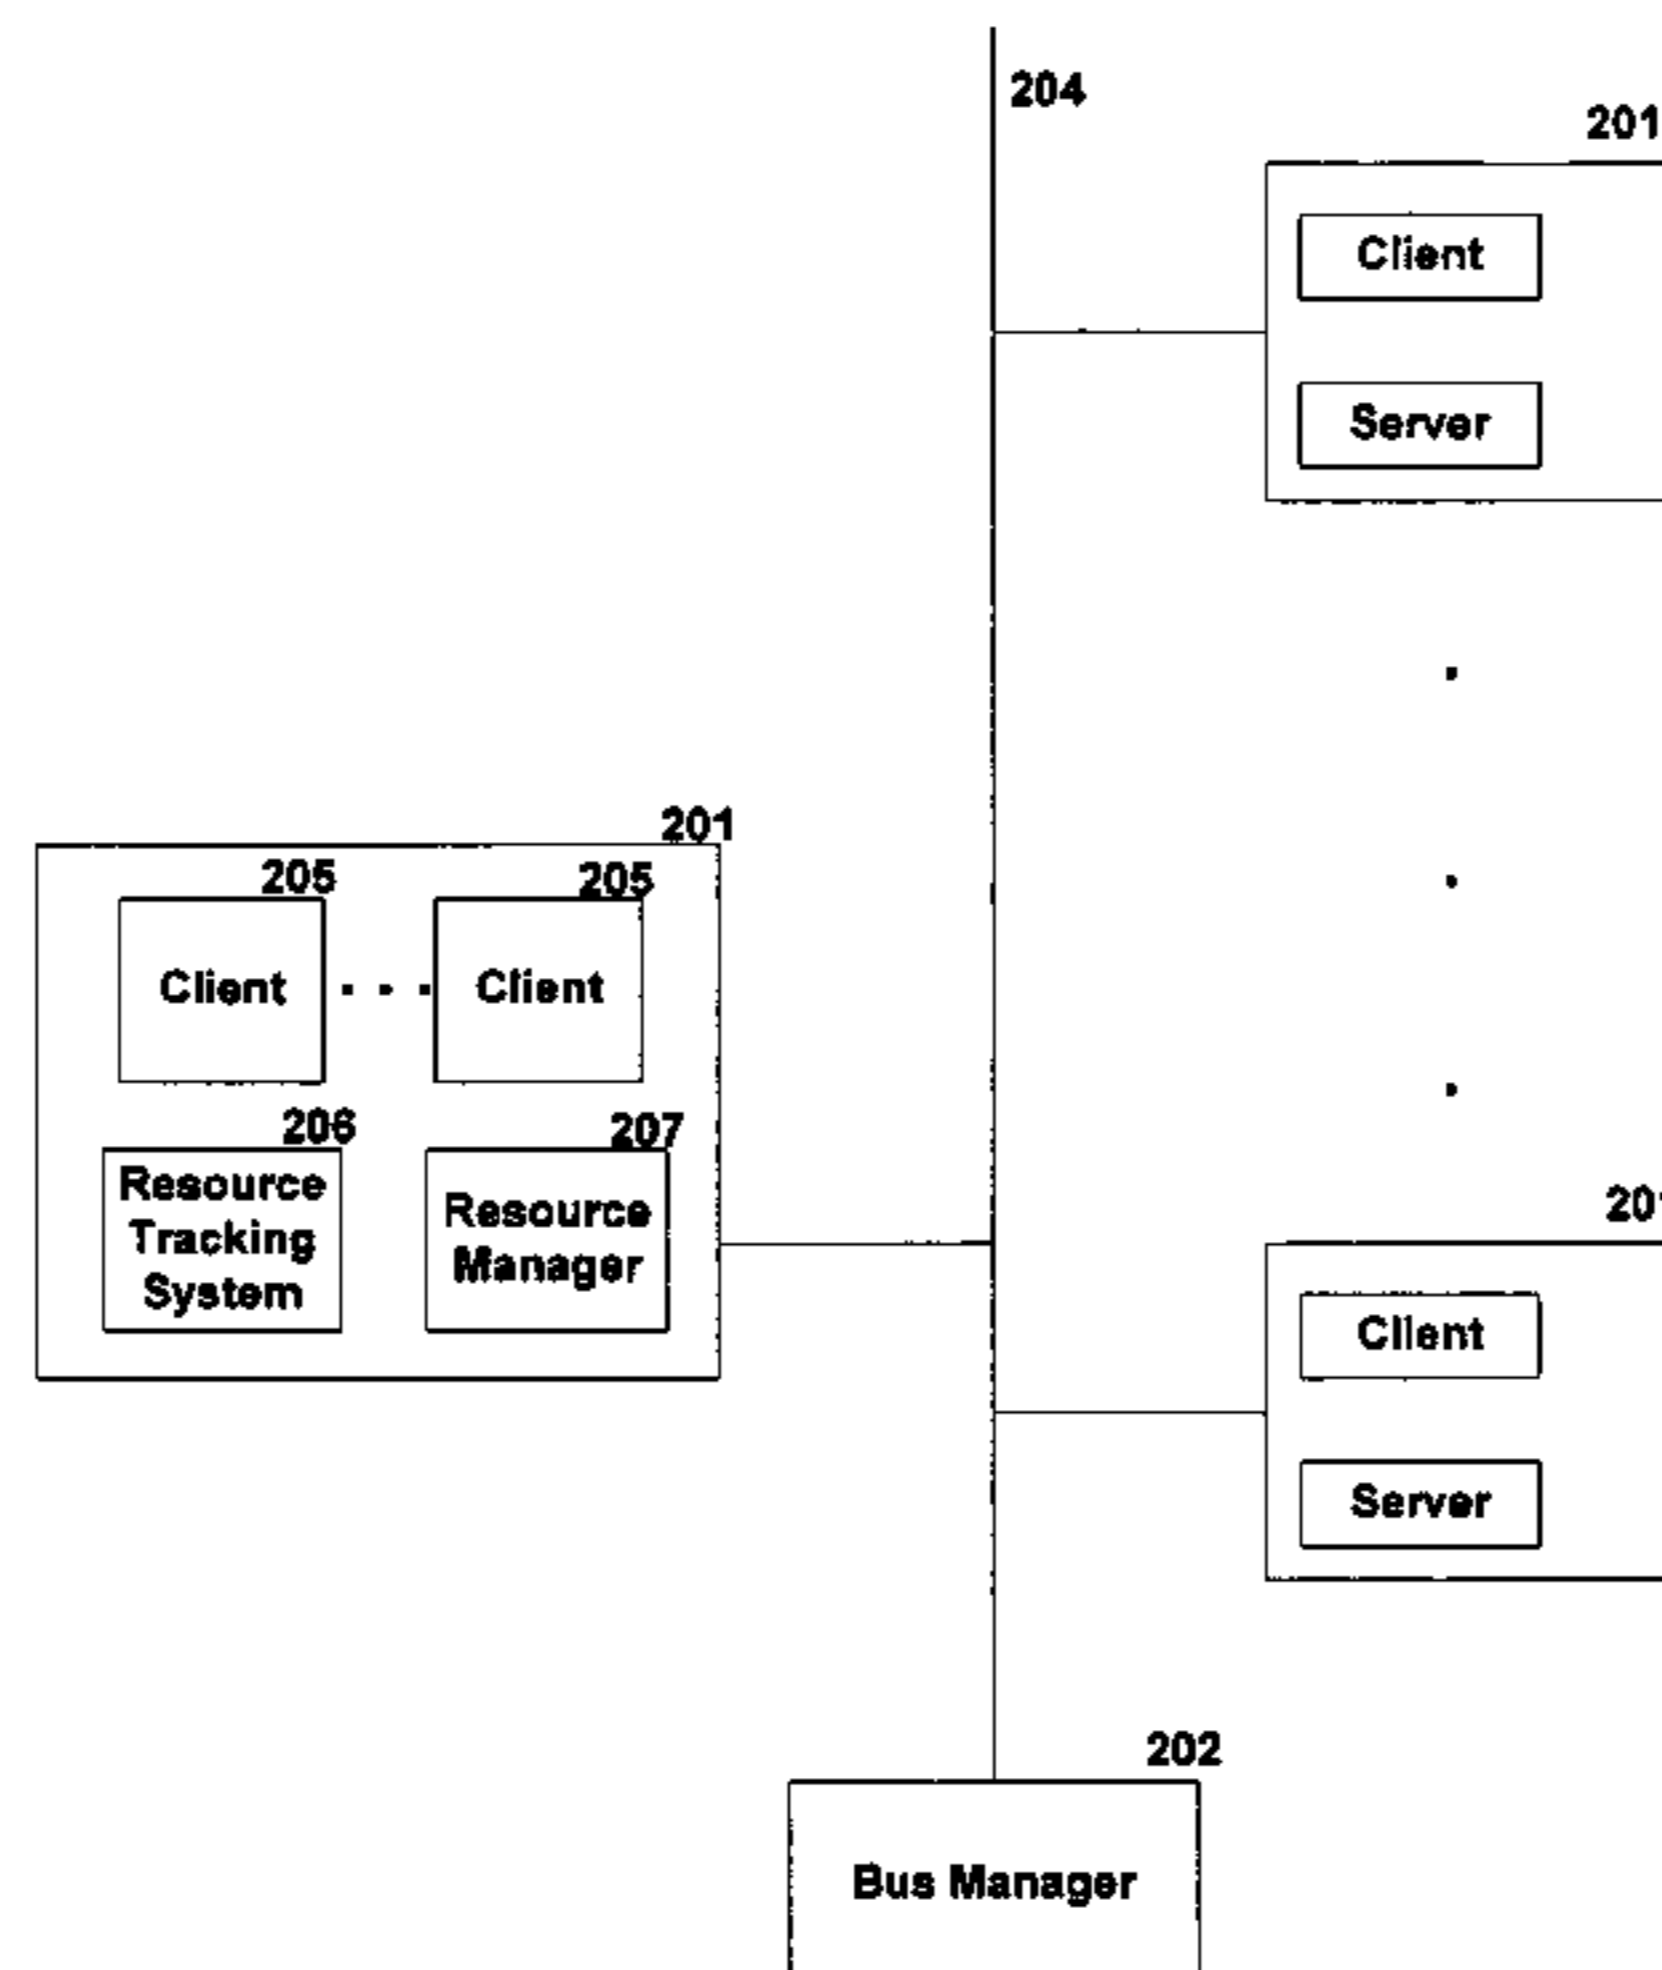 204
201
Client
Server
201
205
205
Client
Client
206
207
Resource
Tracking
System
Resource
Manager
Client
Server
202
Bus Manager